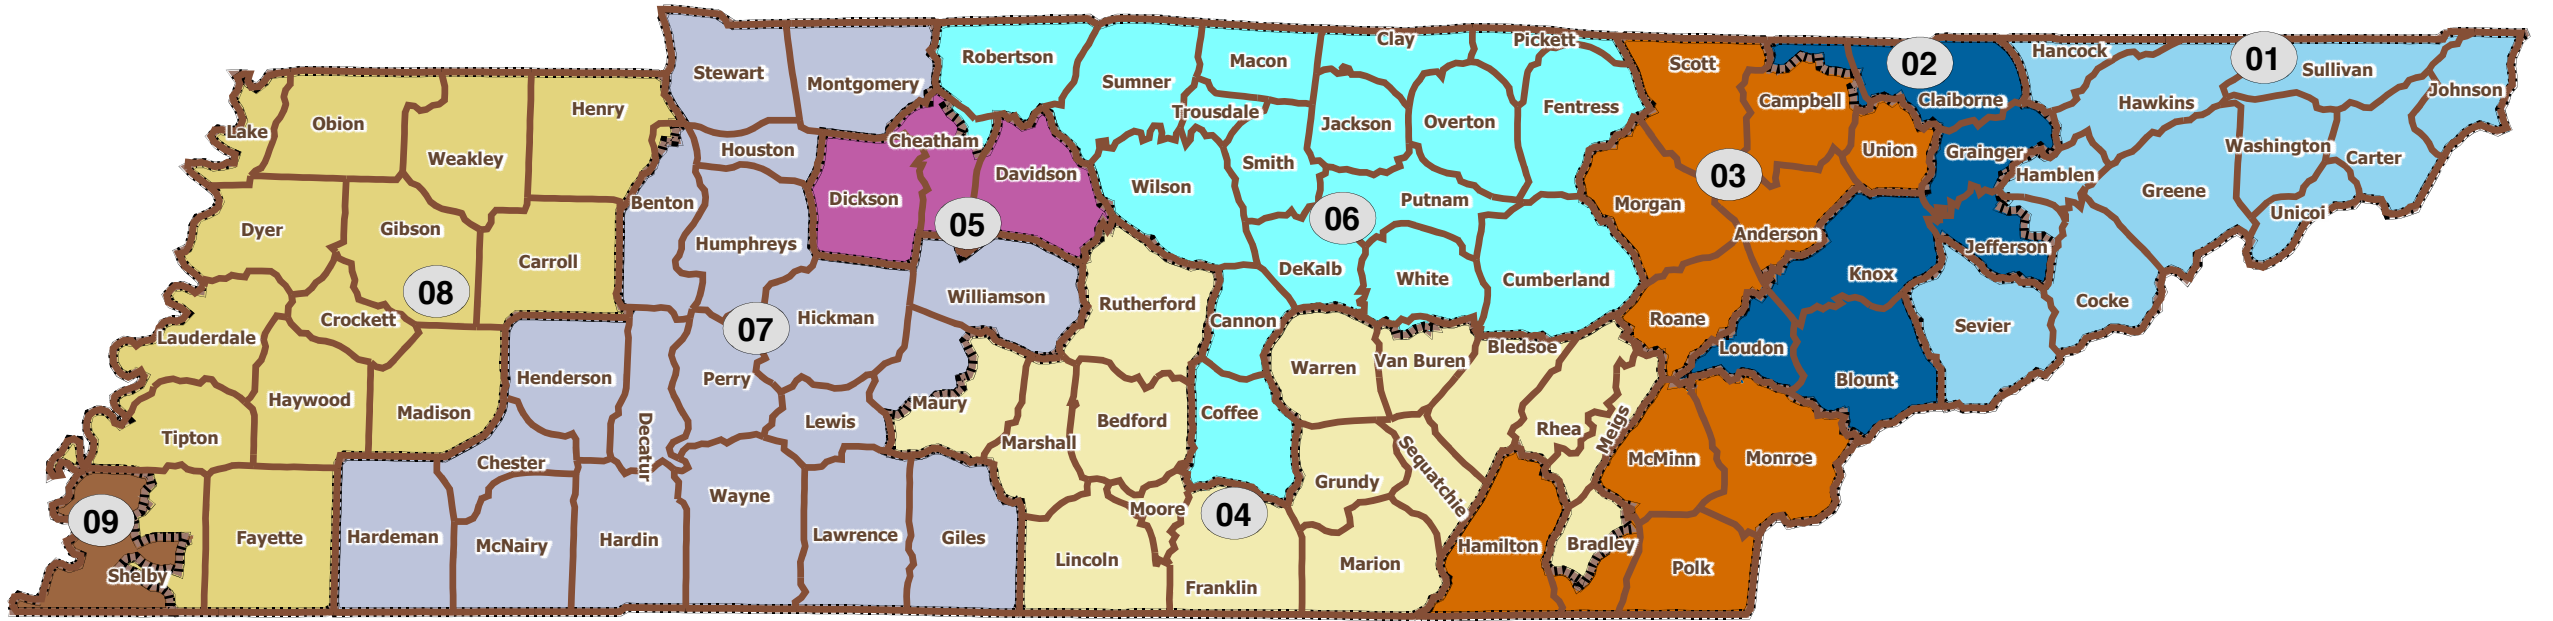 Stewart
Montgomery
Robertson
Sumner
Macon
Clay
Pickett
Scott
Campbell
02
Claiborne
Hancock
01
Sullivan
Hawkins
Johnson
Lake
Obion
Weakley
Henry
Houston
Cheatham
Davidson
Dickson
Trousdale
Jackson
Overton
Fentress
Smith
Wilson
Union
Grainger
Washington
Carter
Hamblen
Greene
Unicoi
03
Morgan
Anderson
Dyer
Gibson
Benton
Humphreys
05
06
Putnam
Jefferson
Carroll
Knox
DeKalb
White
Cumberland
Cocke
08
Crockett
07
Hickman
Williamson
Rutherford
Cannon
Roane
Loudon
Sevier
Lauderdale
Haywood
Madison
Henderson
Perry
Lewis
Maury
Warren
Van Buren
Bledsoe
Blount
Tipton
Decatur
Marshall
Bedford
Coffee
Rhea
Meigs
McMinn
Monroe
Chester
Wayne
Grundy
Sequatchie
09
Moore
04
Shelby
Fayette
Hardeman
McNairy
Hardin
Lawrence
Giles
Lincoln
Franklin
Marion
Hamilton
Bradley
Polk